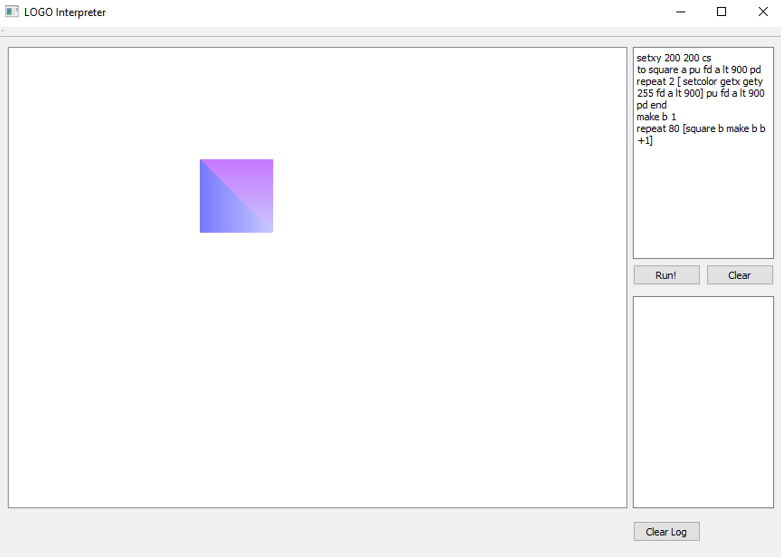 LOGO Interpreter
setxy 200 200 cs
to square a pu fd a lt 900 pd
repeat 2 [ setcolor getx gety
255 fd a lt 900] pu fd a lt 900
pd end
make b 1
repeat 80 [square b make b b
+1]
Run!
Clear
Clear Log